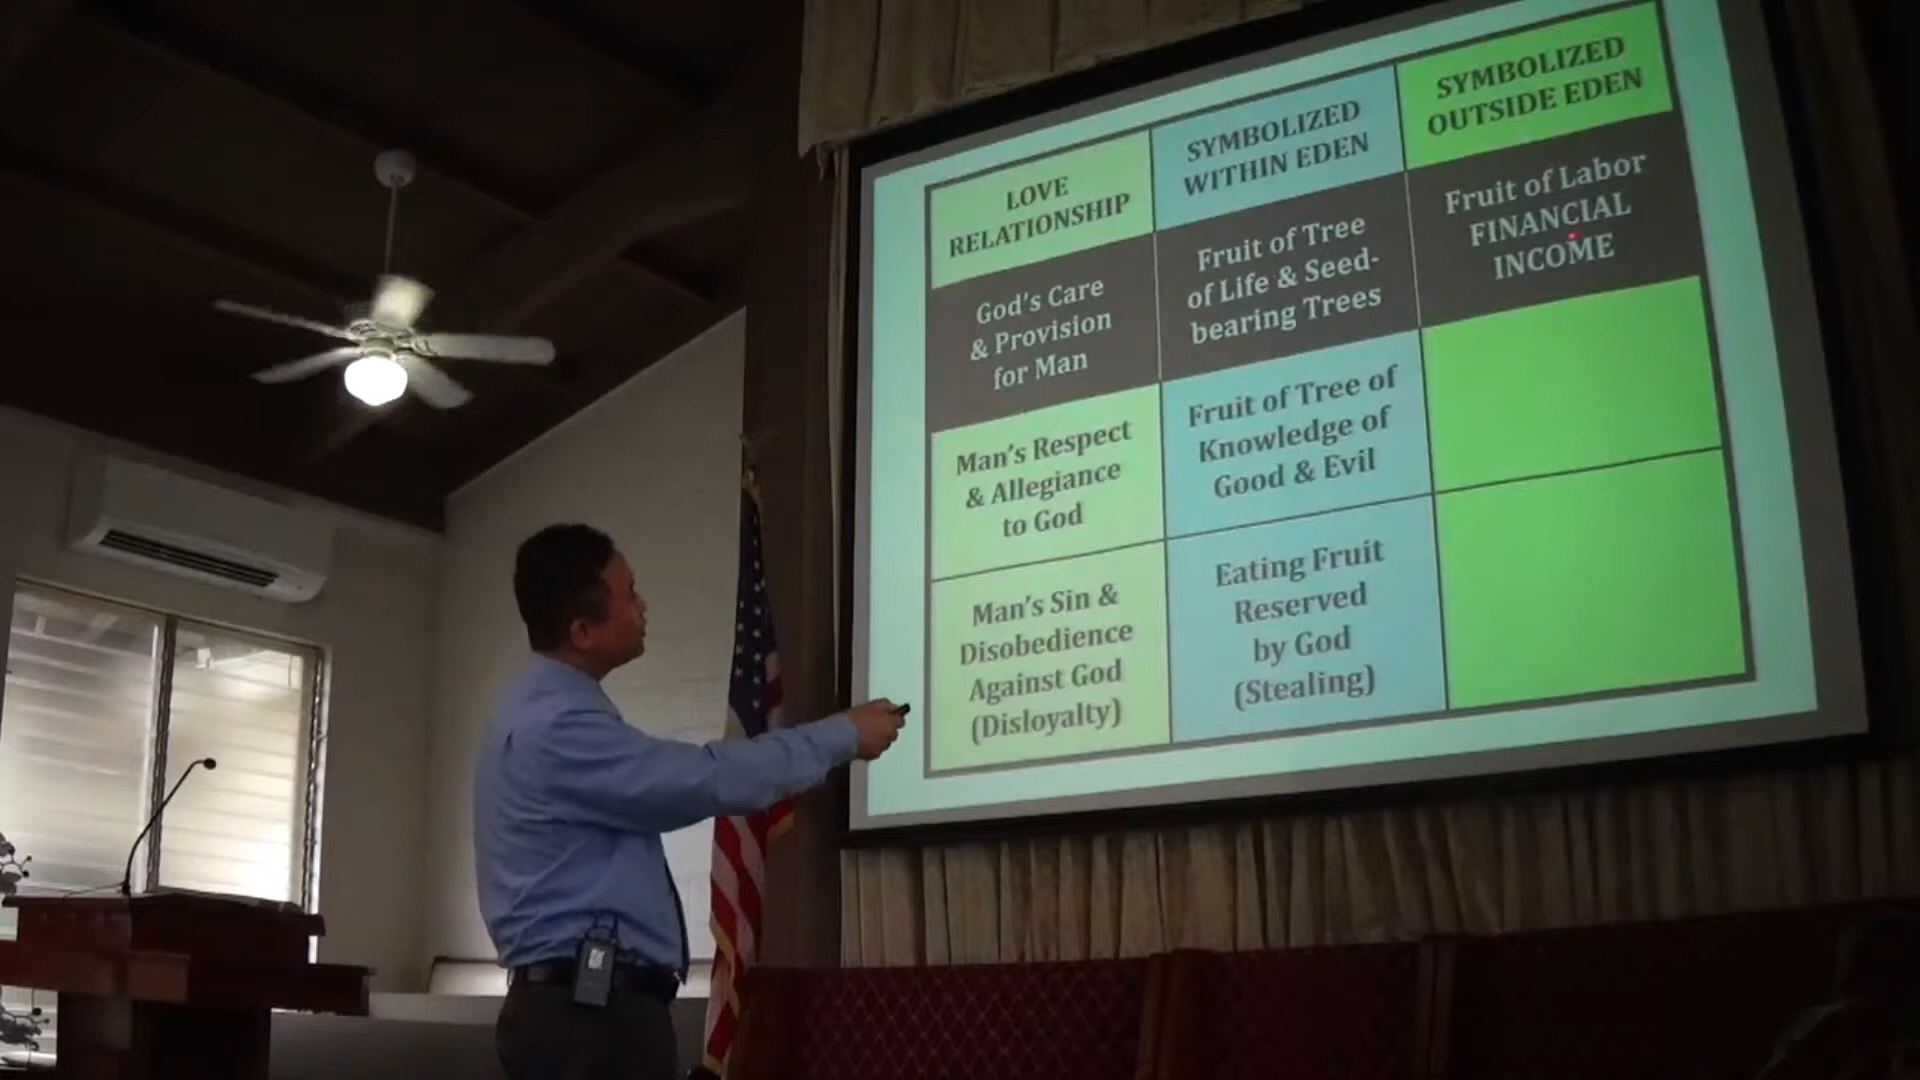 LOVE
RELATIONSHIP
SYMBOLIZED
WITHIN EDEN
SYMBOLIZED
OUTSIDE EDEN
God's Care
& Provision
for Man
Fruit of Tree
of Life & Seed-
bearing Trees
Fruit of Labor
FINANCIAL
INCOME
Man's Respect
& Allegiance
to God
Fruit of Tree of
Knowledge of
Good & Evil
Man's Sin &
Disobedience
Against God
(Disloyalty)
Eating Fruit
Reserved
by God
(Stealing)